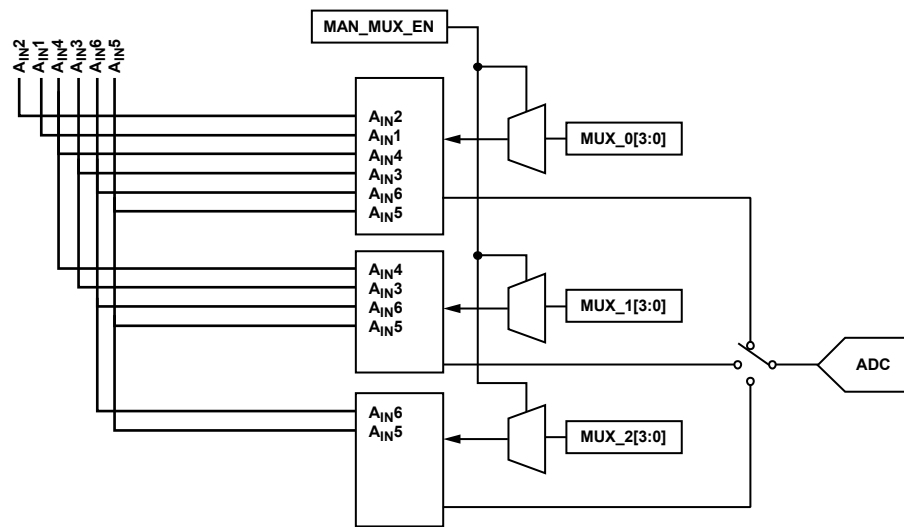 MAN_MUX_EN
AIN2
AIN1
AIN4
AIN3
AIN6
AIN5
AIN2
AIN1
AIN4
AIN3
AIN6
AIN5
MUX_0[3:0]
AIN4
AIN3
AIN6
AIN5
MUX_1[3:0]
ADC
AIN6
AIN5
MUX_2[3:0]